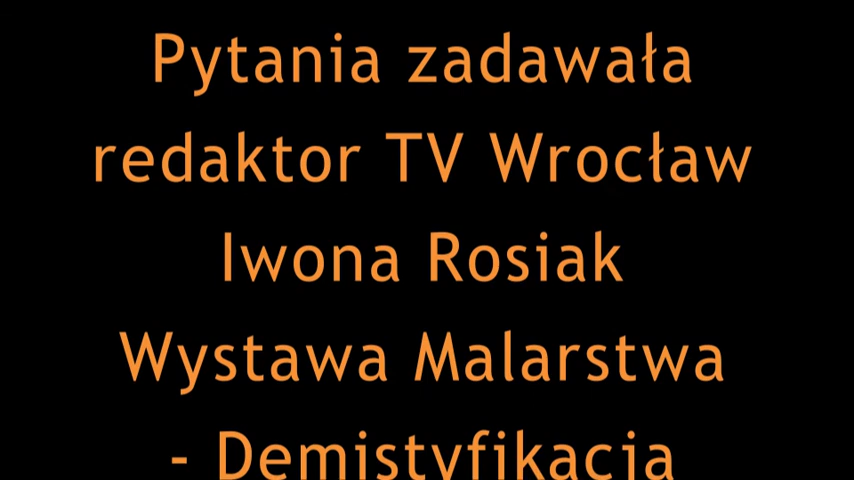 Pytania zadawała
redaktor TV Wrocław
Iwona Rosiak
Wystawa Malarstwa
- Demistyfikacja